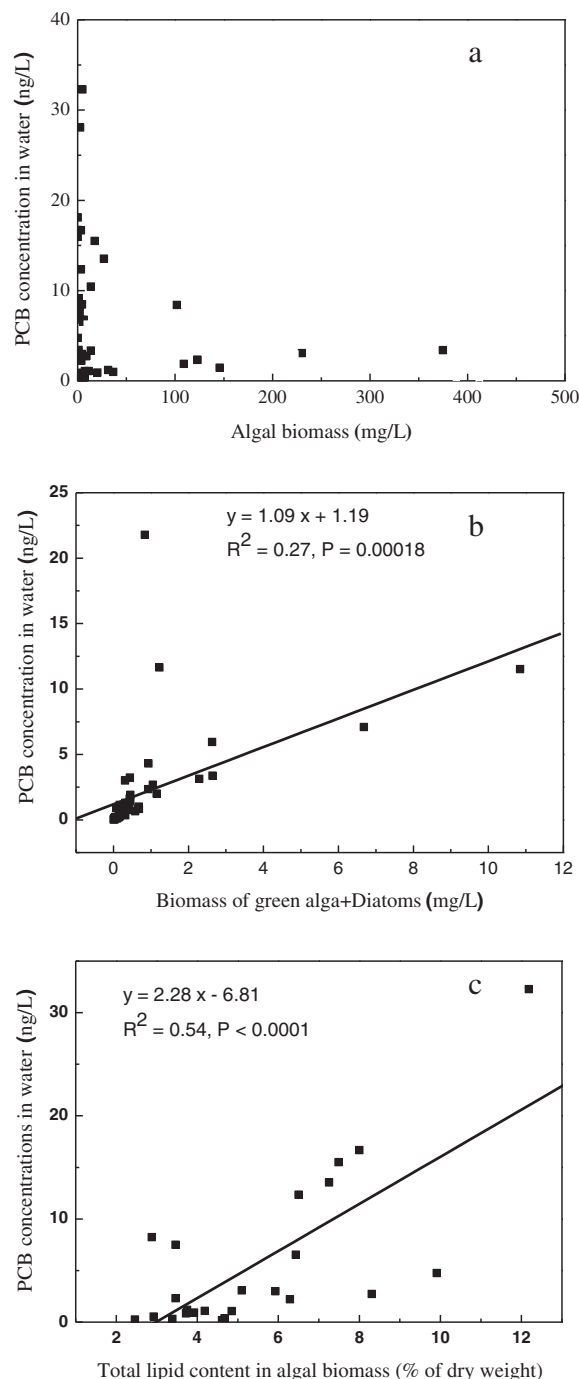 a
40
30
20
10
0
PCB concentration in water (ng/L)
0 100 200 300 400 500
Algal biomass (mg/L)
b
y = 1.09 x + 1.19
R² = 0.27, P = 0.00018
25
20
15
10
5
0
PCB concentration in water (ng/L)
0 2 4 6 8 10 12
Biomass of green alga+Diatoms (mg/L)
c
y = 2.28 x - 6.81
R² = 0.54, P < 0.0001
30
20
10
0
PCB concentrations in water (ng/L)
2 4 6 8 10 12
Total lipid content in algal biomass (% of dry weight)